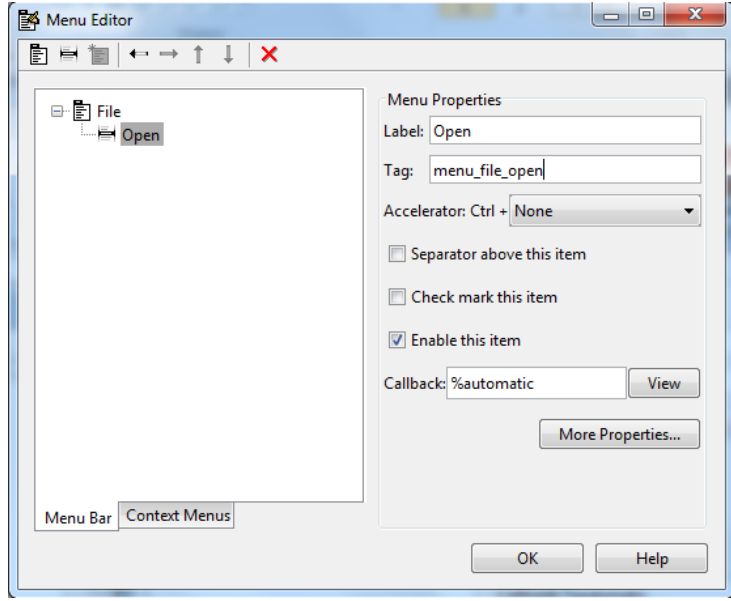 Menu Editor
File
Open
Menu Bar
Context Menus
Menu Properties
Label: Open
Tag: menu_file_open
Accelerator: Ctrl + None
Separator above this item
Check mark this item
Enable this item
Callback: %automatic View
More Properties...
OK Help